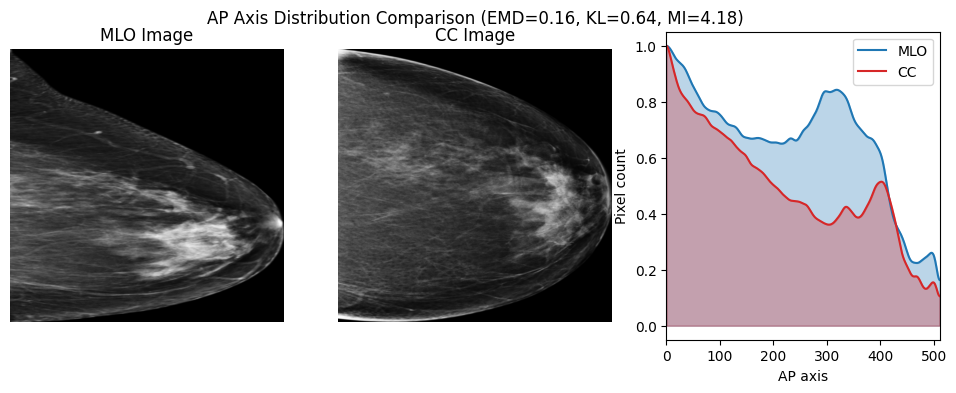 AP Axis Distribution Comparison (EMD=0.16, KL=0.64, MI=4.18)
MLO Image
CC Image
MLO
CC
Pixel count
1.0
0.8
0.6
0.4
0.2
0.0
0 100 200 300 400 500
AP axis